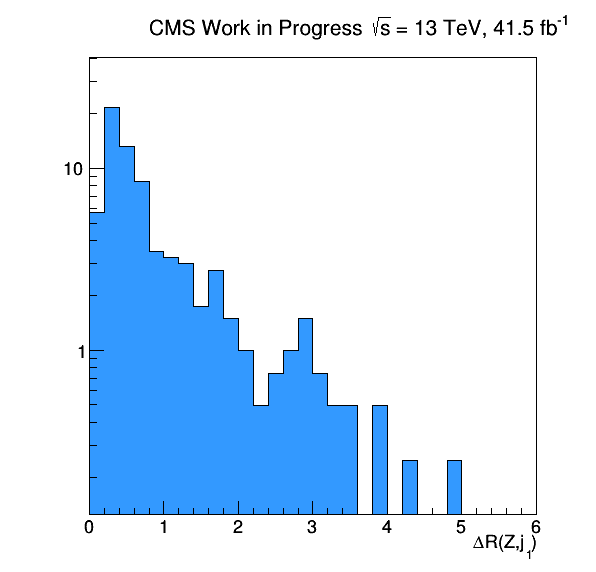 CMS Work in Progress √s = 13 TeV, 41.5 fb⁻¹
10
1
0 1 2 3 4 5 6
ΔR(Z,j₁)